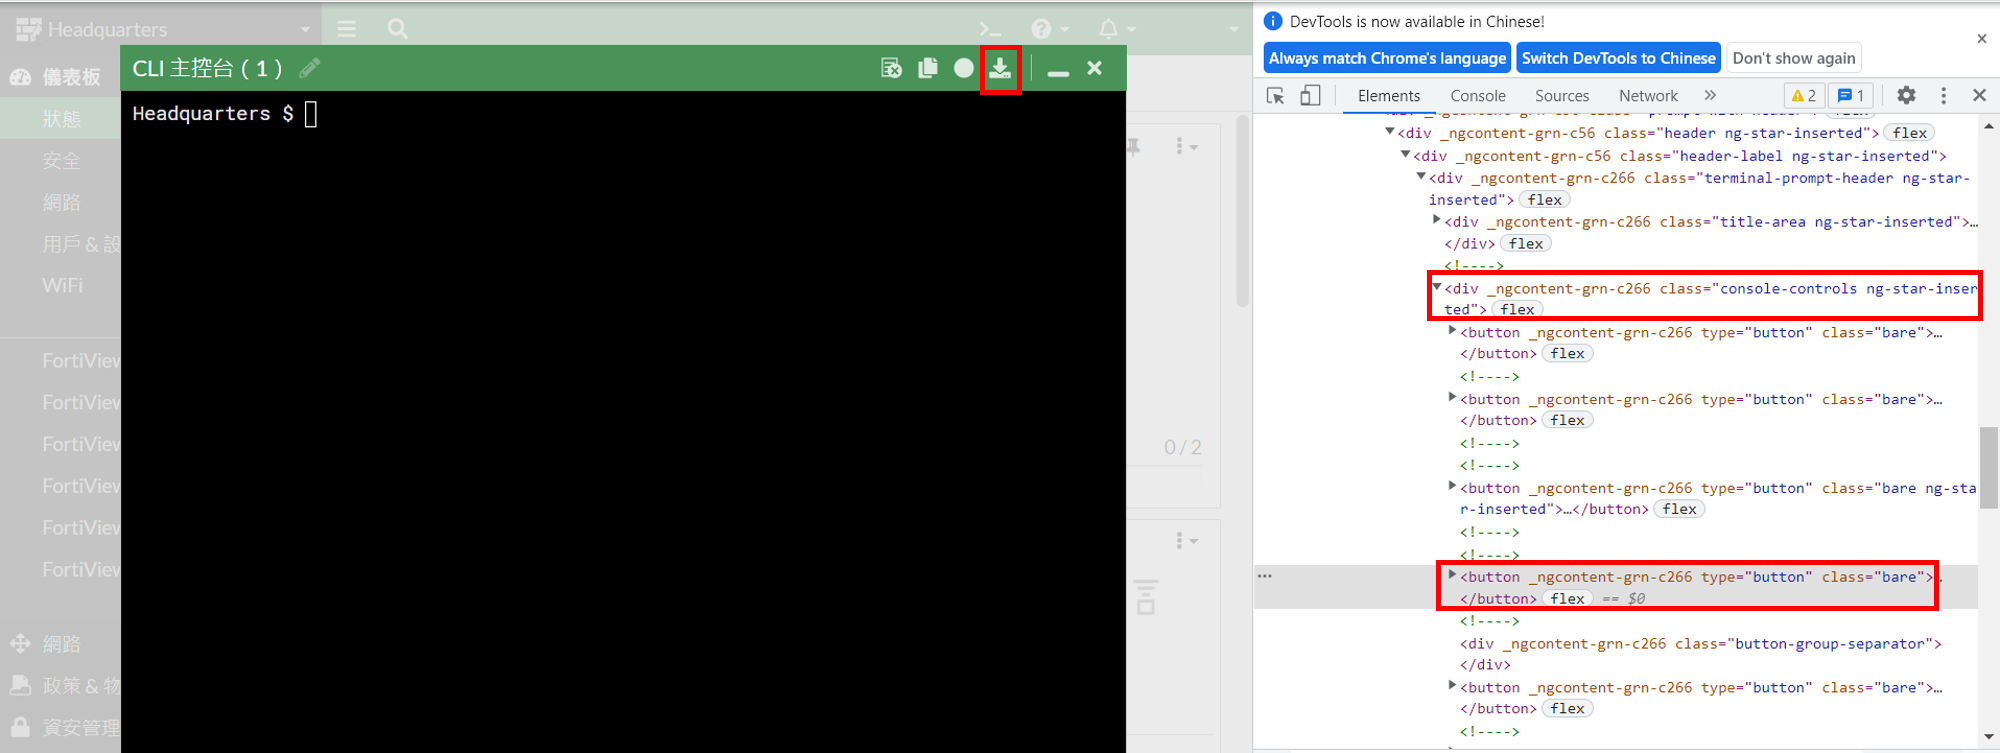 Headquarters
儀表板
狀態
安全
網路
用戶 & 設
WiFi
FortiView
FortiView
FortiView
FortiView
FortiView
FortiView
網路
政策 & 物
資安管理
CLI 主控台 ( 1 )
Headquarters $
0 / 2
DevTools is now available in Chinese!
Always match Chrome's language
Switch DevTools to Chinese
Don't show again
Elements
Console
Sources
Network
2
1
<div _ngcontent-grn-c56 class="header ng-star-inserted"> flex
<div _ngcontent-grn-c56 class="header-label ng-star-inserted">
<div _ngcontent-grn-c266 class="terminal-prompt-header ng-star-
inserted"> flex
<div _ngcontent-grn-c266 class="title-area ng-star-inserted">…
</div> flex
<!---->
<div _ngcontent-grn-c266 class="console-controls ng-star-inser
ted"> flex
<button _ngcontent-grn-c266 type="button" class="bare">…
</button> flex
<!---->
<button _ngcontent-grn-c266 type="button" class="bare">…
</button> flex
<!---->
<!---->
<button _ngcontent-grn-c266 type="button" class="bare ng-sta
r-inserted">…</button> flex
<!---->
<!---->
<button _ngcontent-grn-c266 type="button" class="bare">…
</button> flex == $0
<!---->
<div _ngcontent-grn-c266 class="button-group-separator">
</div>
<button _ngcontent-grn-c266 type="button" class="bare">…
</button> flex
<!---->